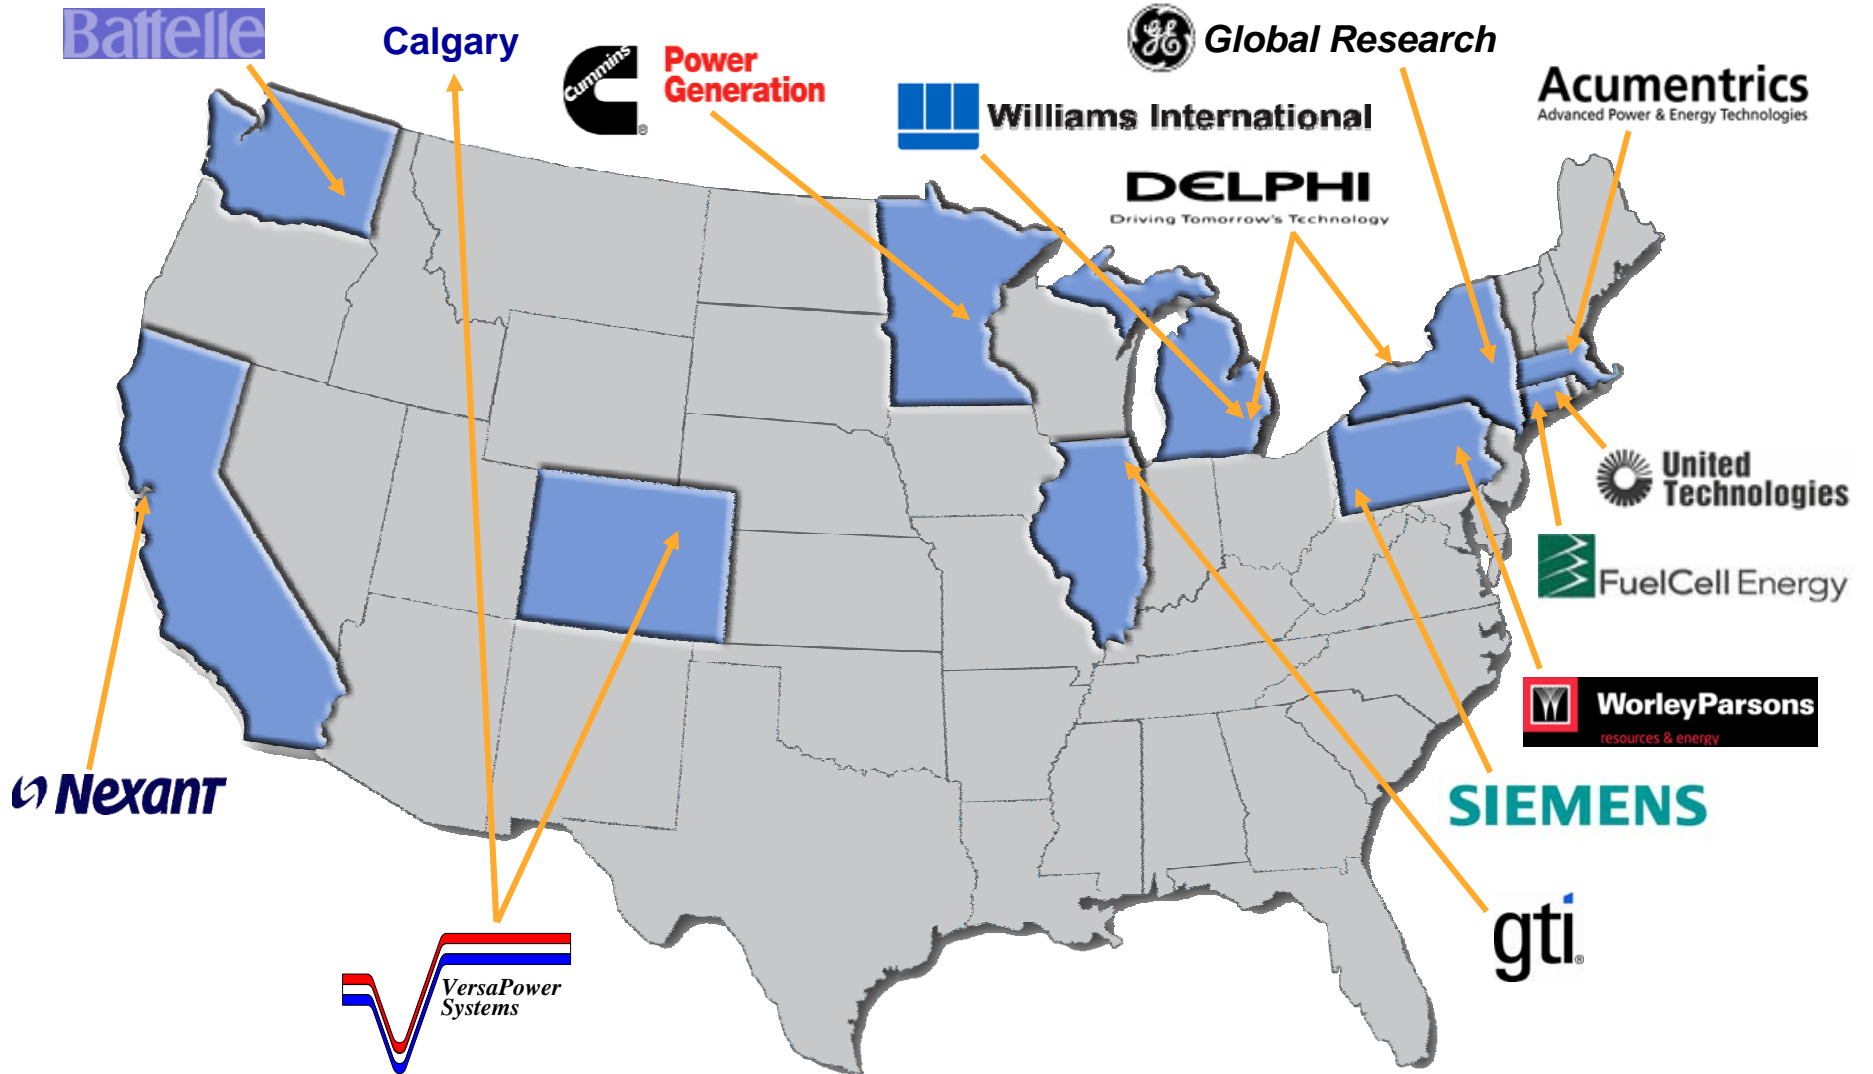 Battelle
Calgary
Cummins
®
Power
Generation
GE
Global Research
Williams International
Acumentrics
Advanced Power & Energy Technologies
DELPHI
Driving Tomorrow's Technology
United
Technologies
FuelCell Energy
WorleyParsons
resources & energy
SIEMENS
gti®
Nexant
VersaPower
Systems